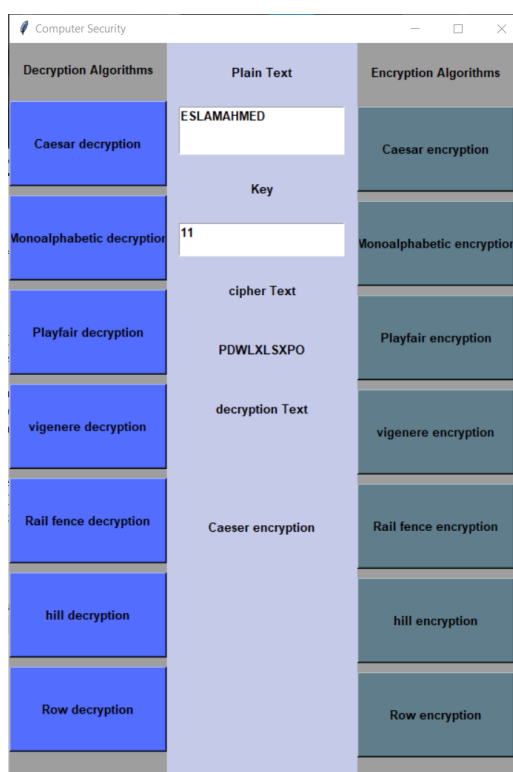 Computer Security
Decryption Algorithms
Caesar decryption
Monoalphabetic decryption
Playfair decryption
vigenere decryption
Rail fence decryption
hill decryption
Row decryption
Plain Text
ESLAMAHMED
Key
11
cipher Text
PDWLXLSXPO
decryption Text
Caeser encryption
Encryption Algorithms
Caesar encryption
Monoalphabetic encryption
Playfair encryption
vigenere encryption
Rail fence encryption
hill encryption
Row encryption